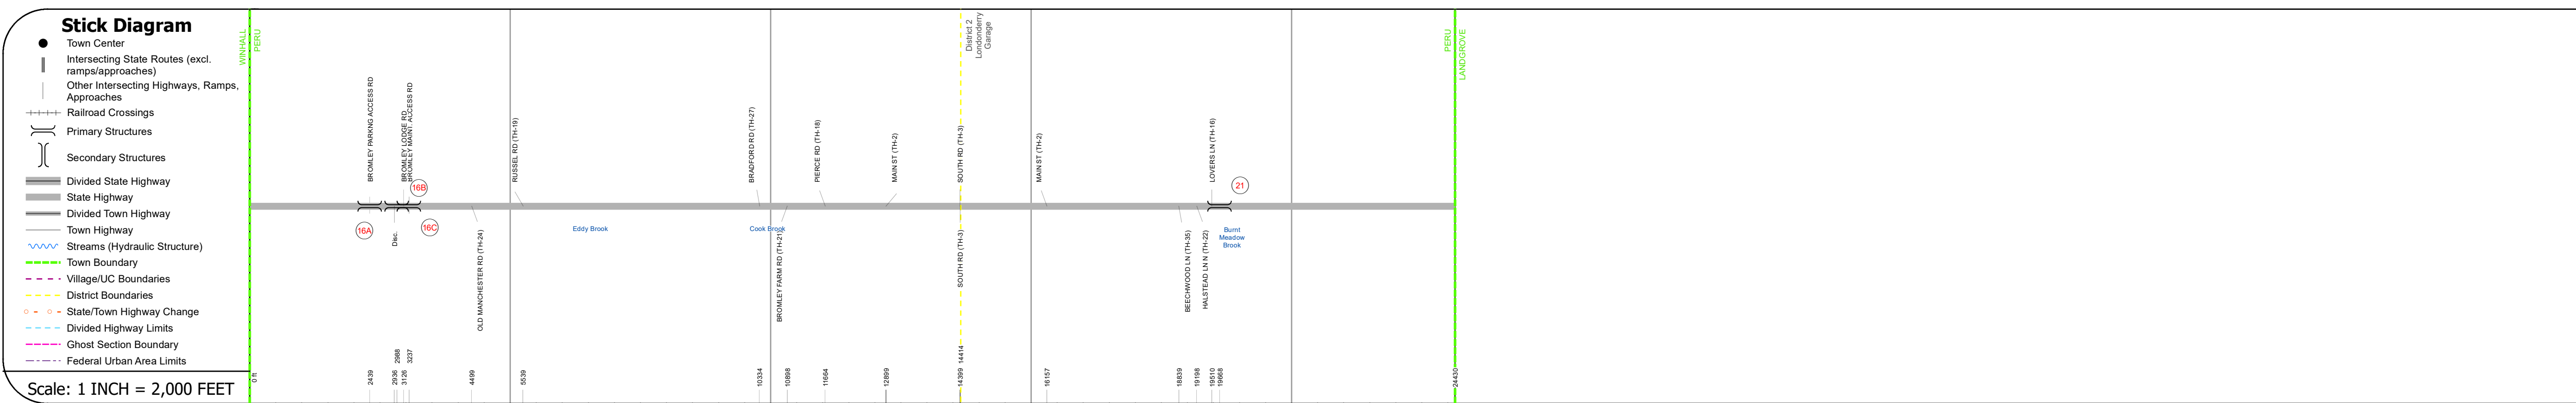 Stick Diagram
Town Center
Intersecting State Routes (excl.
ramps/approaches)
Other Intersecting Highways, Ramps,
Approaches
Railroad Crossings
Primary Structures
Secondary Structures
Divided State Highway
State Highway
Divided Town Highway
Town Highway
Streams (Hydraulic Structure)
Town Boundary
Village/UC Boundaries
District Boundaries
State/Town Highway Change
Divided Highway Limits
Ghost Section Boundary
Federal Urban Area Limits
Scale: 1 INCH = 2,000 FEET
WINHALL
PERU
BROMLEY PARKNG ACCESS RD
BROMLEY LODGE RD
BROMLEY MAINT. ACCESS RD
RUSSEL RD (TH-19)
BRADFORD RD (TH-27)
PIERCE RD (TH-18)
MAIN ST (TH-2)
SOUTH RD (TH-3)
District 2
Londonderry
Garage
MAIN ST (TH-2)
LOVERS LN (TH-16)
PERU
LANDGROVE
16B
21
16A
Disc.
16C
OLD MANCHESTER RD (TH-24)
Eddy Brook
Cook Brook
BROMLEY FARM RD (TH-21)
SOUTH RD (TH-3)
BEECHWOOD LN (TH-35)
HALSTEAD LN N (TH-22)
Burnt
Meadow
Brook
0 ft
2439
2936
2988
3126
3237
4499
5539
10334
10898
11664
12899
14399
14414
16157
18839
19198
19510
19668
24430